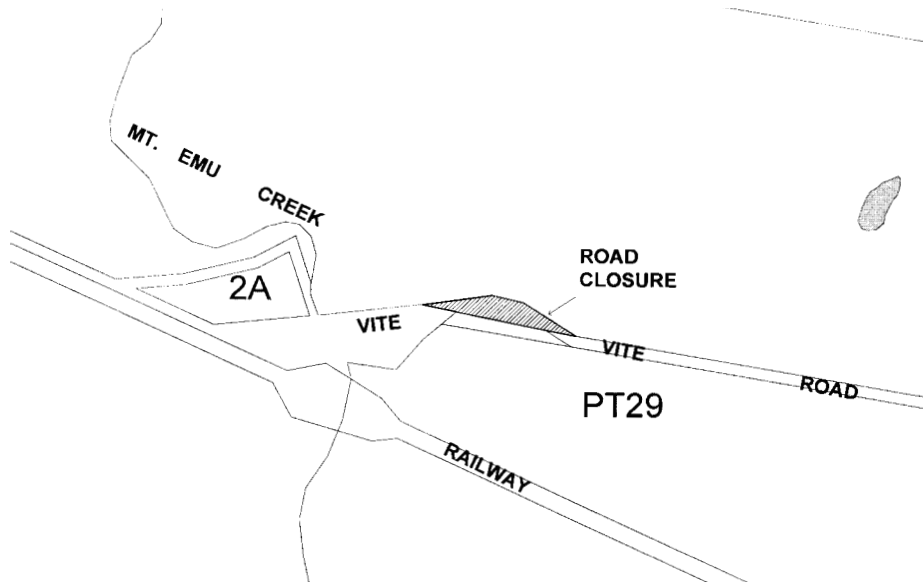 MT. EMU CREEK
2A
ROAD
CLOSURE
VITE
VITE ROAD
PT29
RAILWAY